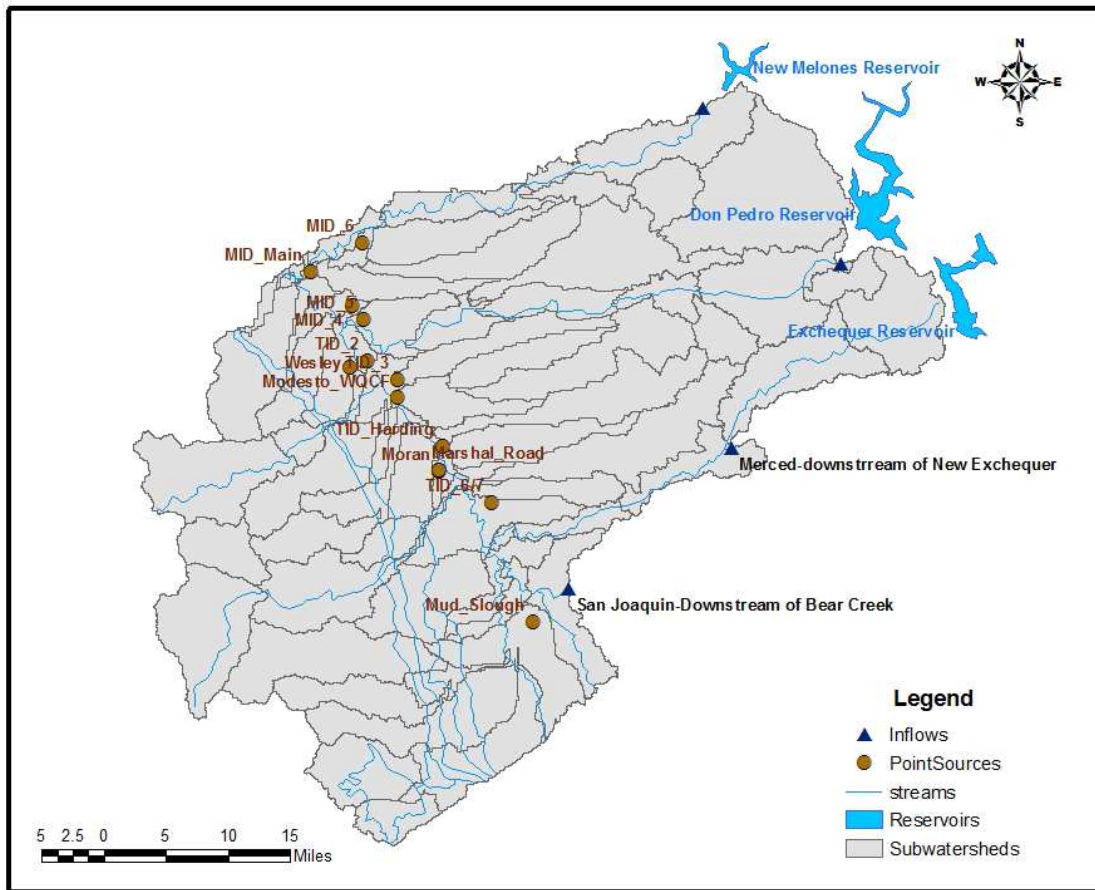 N
New Melones Reservoir
W E
S
Don Pedro Reservoir
MID_6
MID_Main
MID_5
MID_4
Exchequer Reservoir
TID_2
Wesley TID_3
Modesto_WQCF
TID_Harding
Moran Marshal_Road
Merced-downstrream of New Exchequer
TID_6/7
Mud_Slough
San Joaquin-Downstream of Bear Creek
Legend
Inflows
PointSources
streams
Reservoirs
Subwatersheds
5 2.5 0 5 10 15
Miles